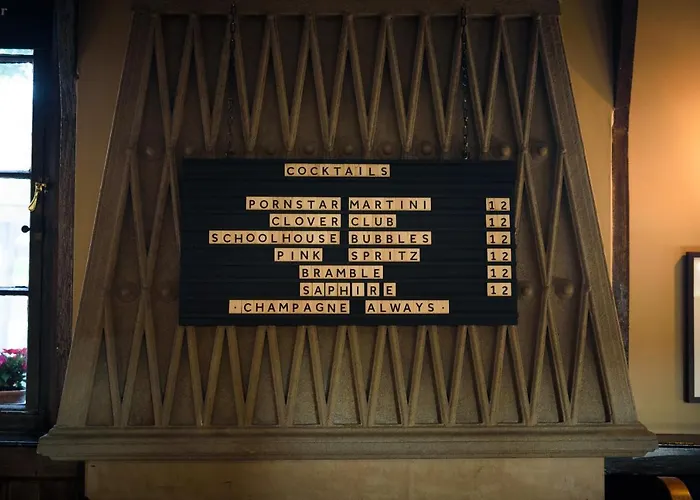 COCKTAILS
PORNSTAR MARTINI 12
CLOVER CLUB 12
SCHOOLHOUSE BUBBLES 12
PINK SPRITZ 12
BRAMBLE 12
SAPHIRE 12
·CHAMPAGNE ALWAYS·